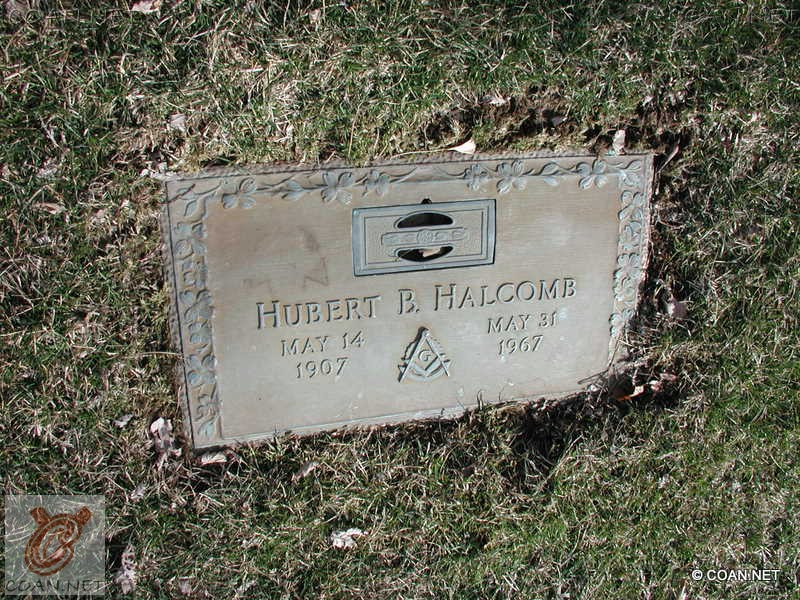 HUBERT B. HALCOMB
MAY 14
1907
MAY 31
1967
G
COAN.NET
© COAN.NET